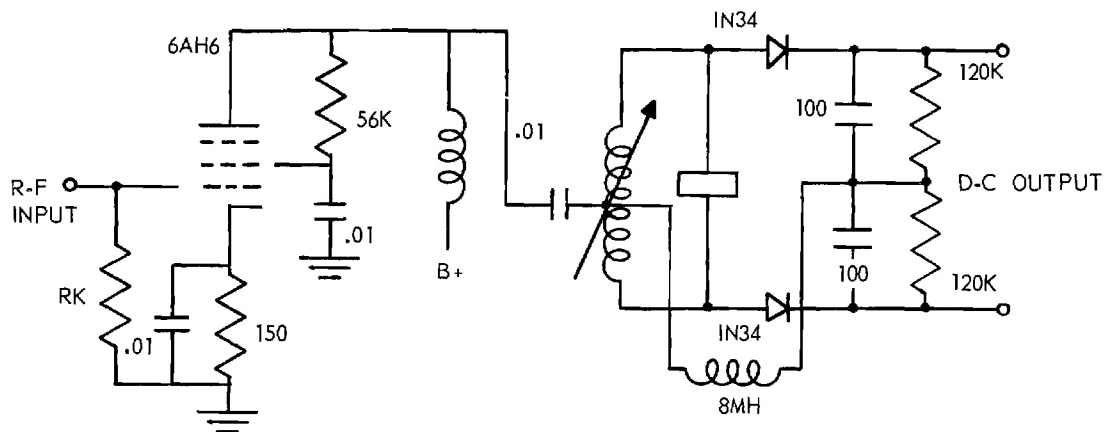 6AH6
IN34
56K
.01
120K
100
R-F
INPUT
D-C OUTPUT
.01
B+
100
120K
RK
.01
150
IN34
8MH